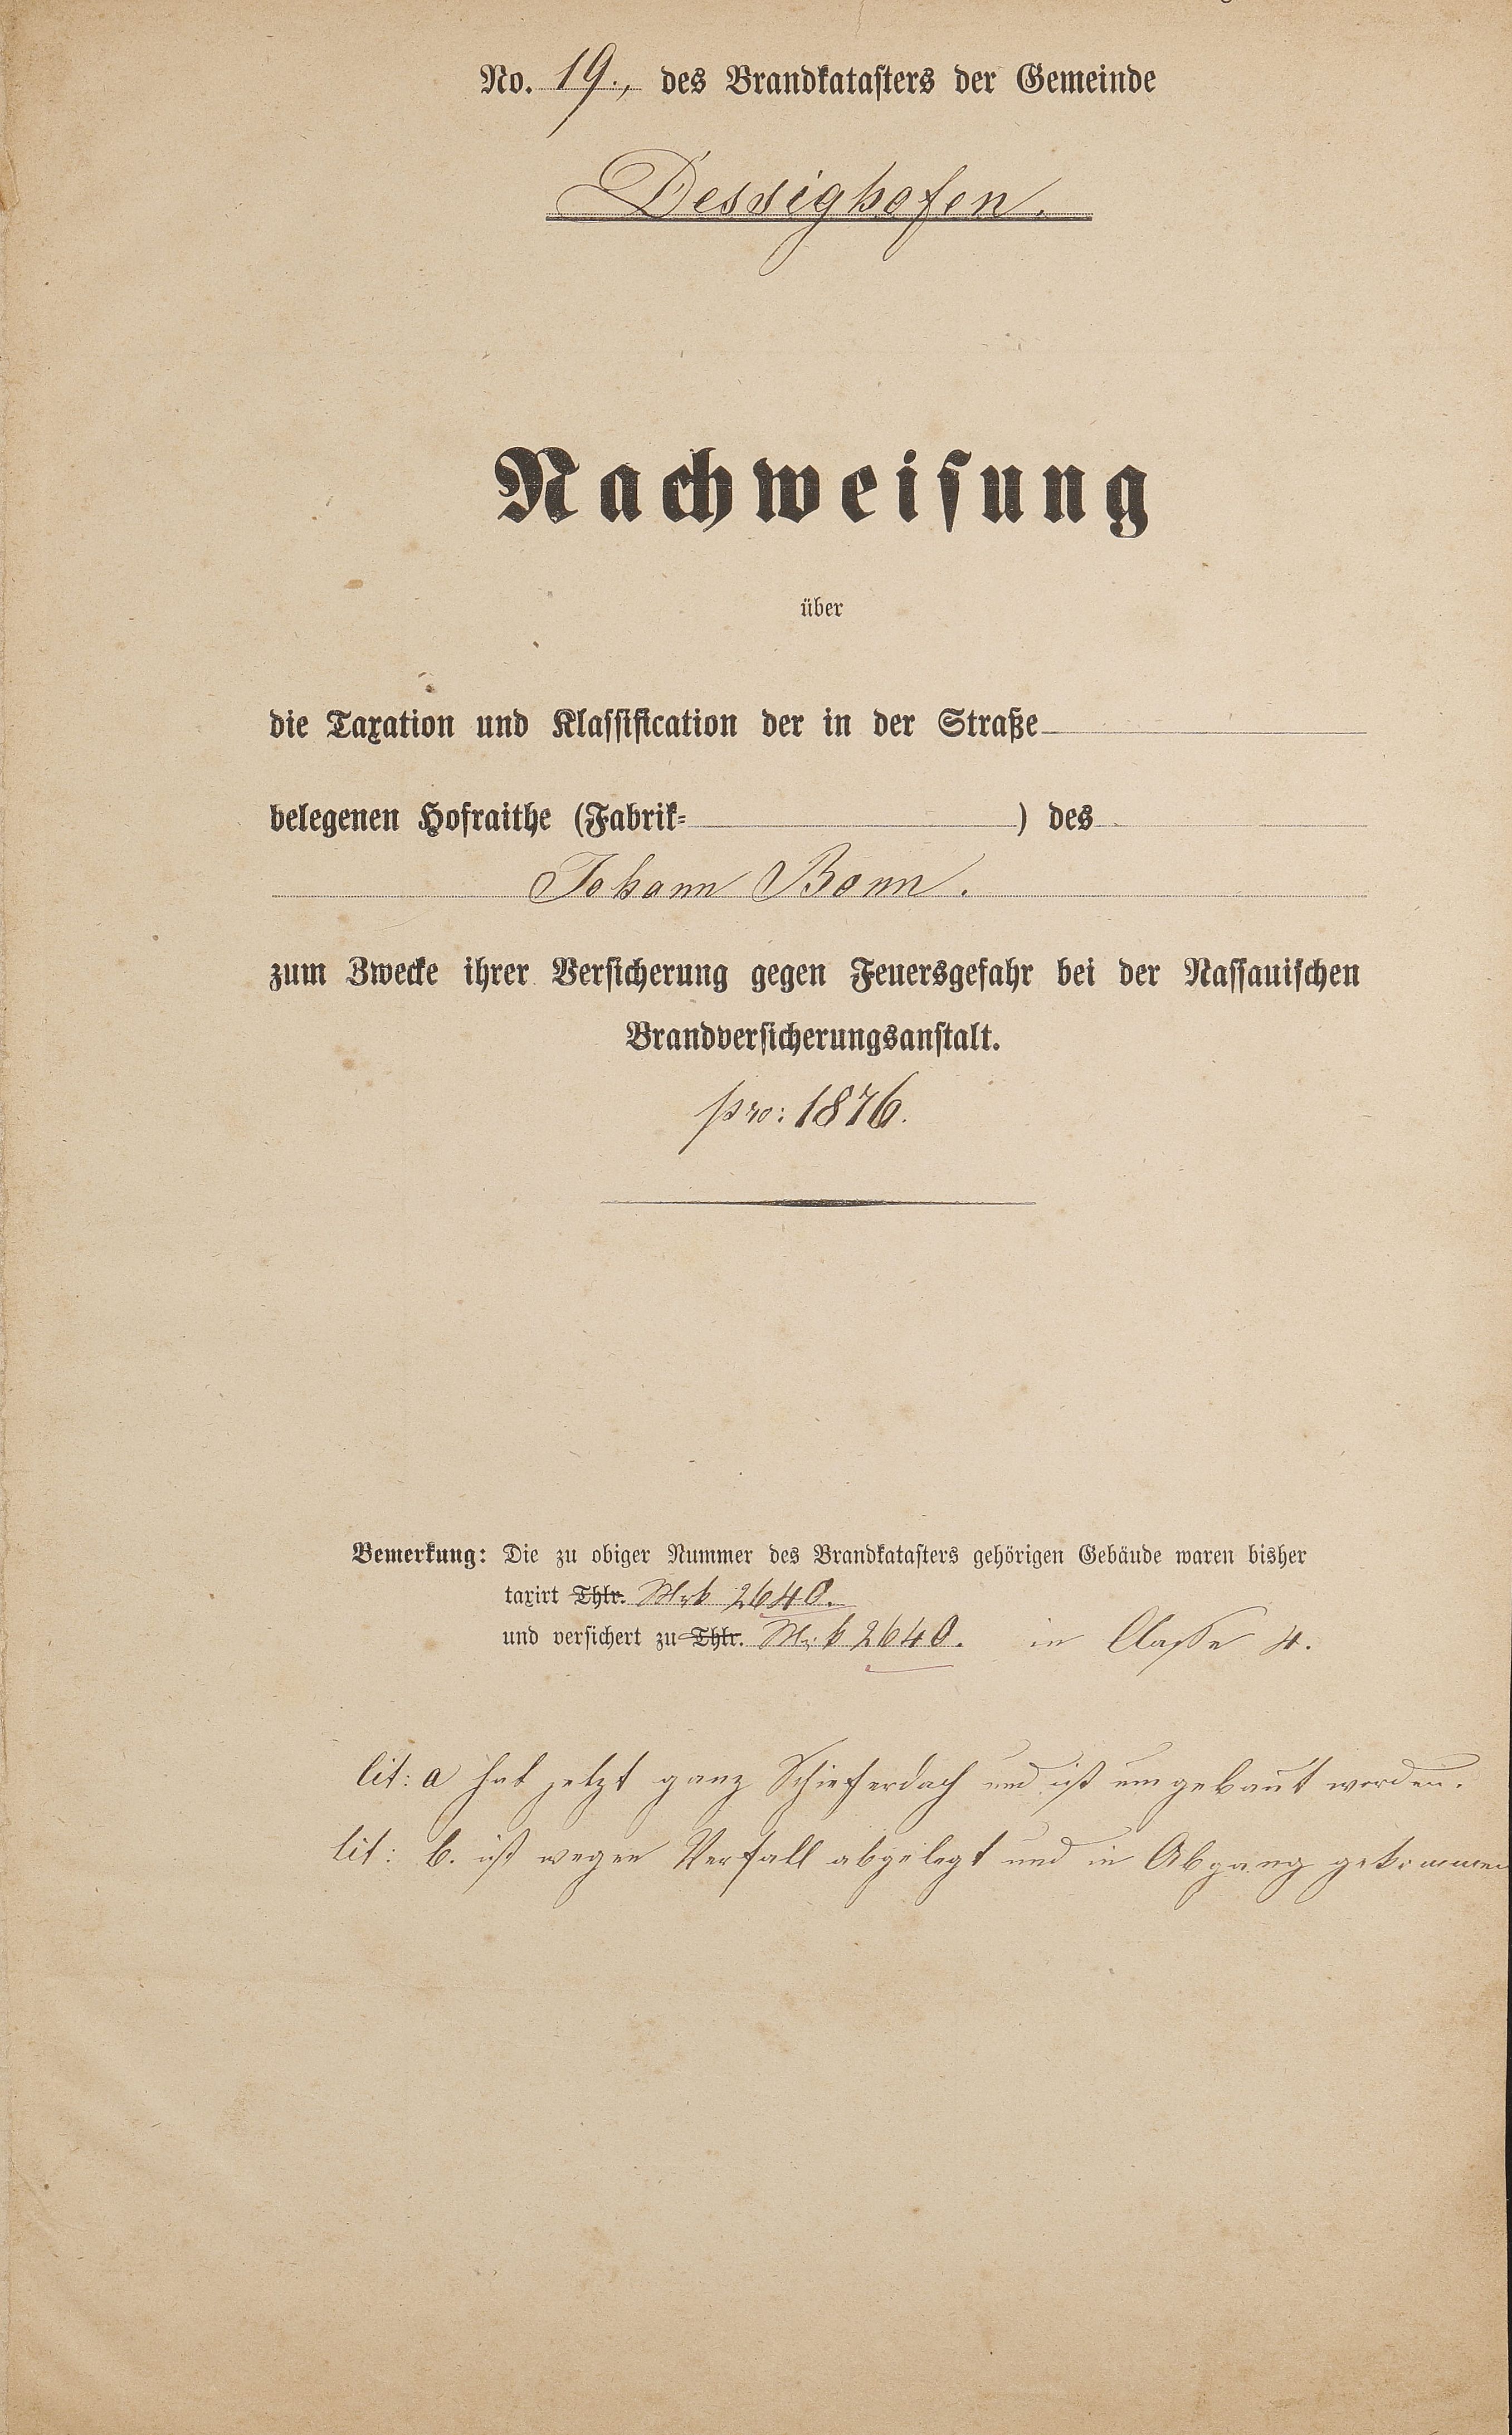 No. 19., des Brandkatasters der Gemeinde
Dessighofen.
Nachweisung
über
die Taxation und Klassification der in der Straße
belegenen Hofraithe (Fabrik- ) des
Johann Bonn.
zum Zwecke ihrer Versicherung gegen Feuersgefahr bei der Nassauischen
Brandversicherungsanstalt.
pro: 1876.
Bemerkung: Die zu obiger Nummer des Brandkatasters gehörigen Gebäude waren bisher
taxirt Thlr. Mrk 2640.
und versichert zu Thlr. Mrk 2640. in Classe 4.
lit: a hat jetzt ganz Schieferdach und ist umgebaut worden.
lit: b. ist wegen Verfall abgelegt und in Abgang gekommen